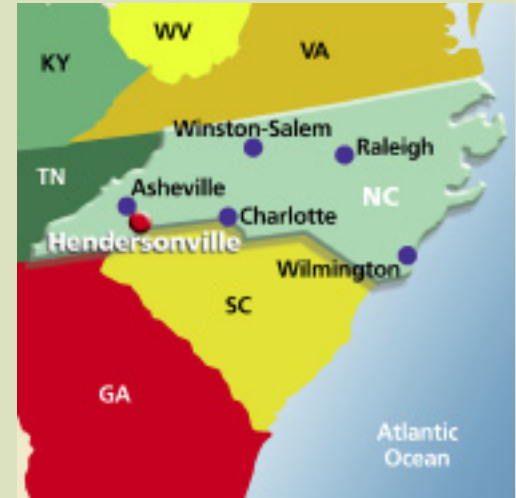 WV
KY
VA
Winston-Salem
Raleigh
TN
Asheville
NC
Charlotte
Hendersonville
Wilmington
SC
GA
Atlantic
Ocean